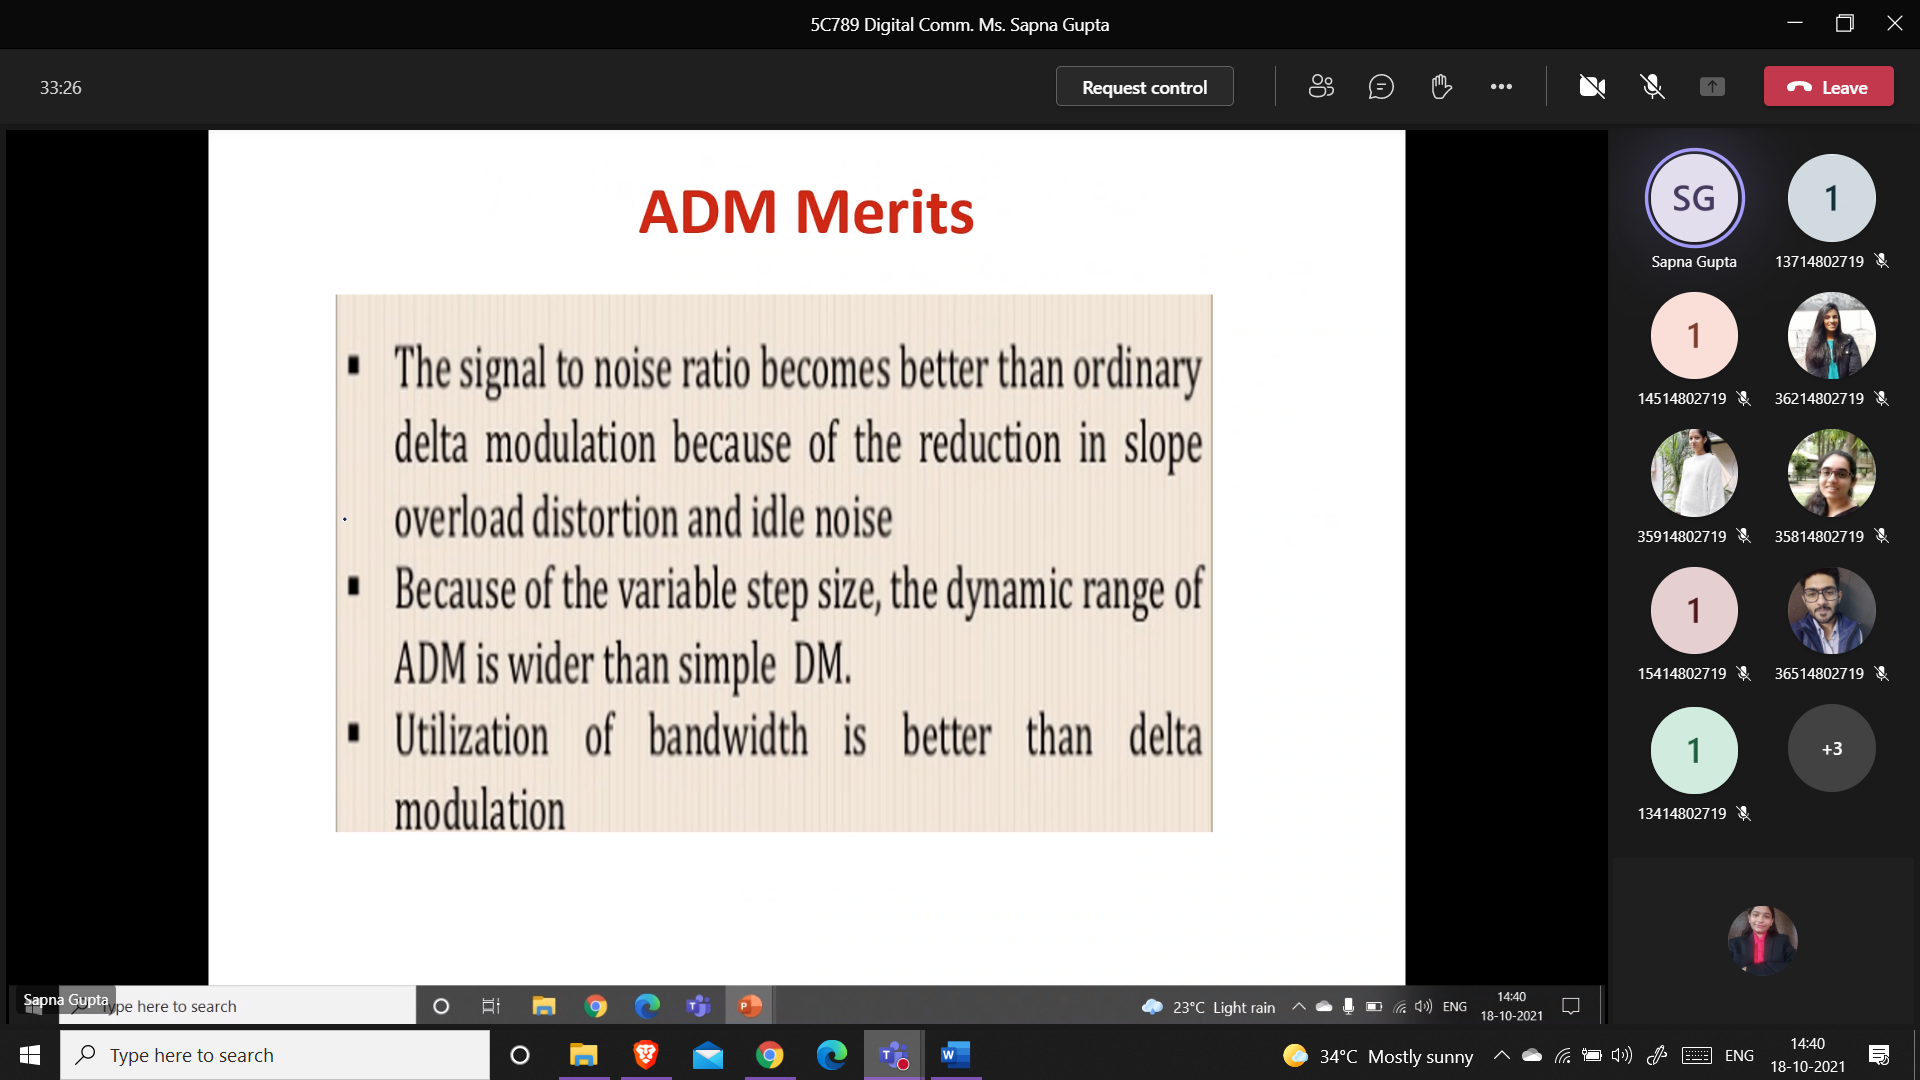 5C789 Digital Comm. Ms. Sapna Gupta
33:26
Request control
Leave
ADM Merits
▪ The signal to noise ratio becomes better than ordinary
delta modulation because of the reduction in slope
overload distortion and idle noise
▪ Because of the variable step size, the dynamic range of
ADM is wider than simple DM.
▪ Utilization of bandwidth is better than delta
modulation
SG
1
Sapna Gupta
13714802719
1
14514802719
36214802719
35914802719
35814802719
1
15414802719
36514802719
1
+3
13414802719
Sapna Gupta
Type here to search
23°C Light rain
ENG
14:40
18-10-2021
Type here to search
34°C Mostly sunny
ENG
14:40
18-10-2021